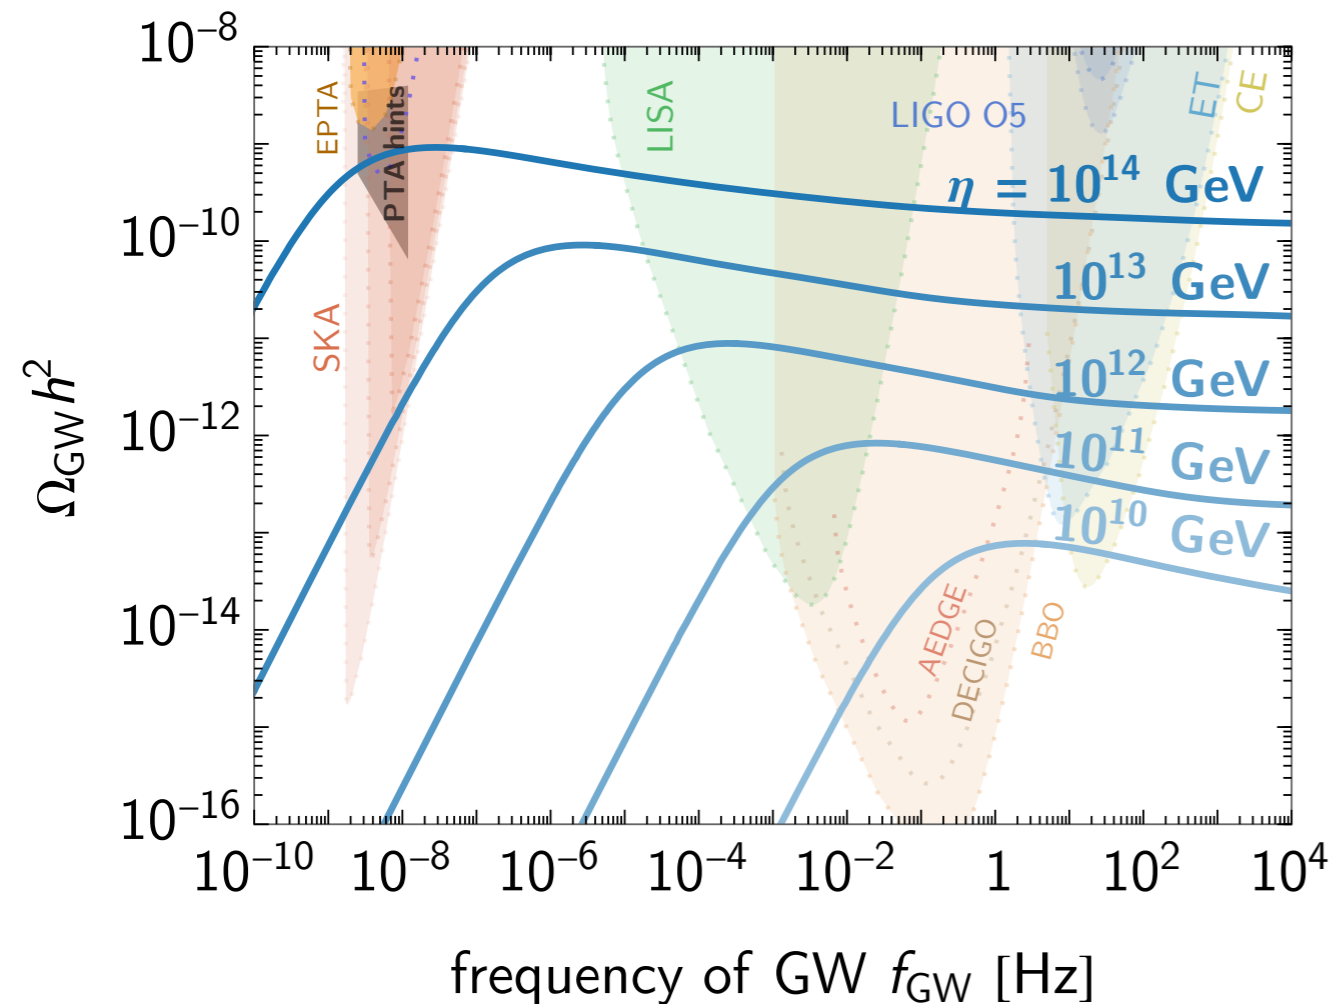 10⁻⁸
10⁻¹⁰
10⁻¹²
10⁻¹⁴
10⁻¹⁶
Ω_GW h²
EPTA
PTA hints
SKA
LISA
LIGO O5
ET
CE
η = 10¹⁴ GeV
10¹³ GeV
10¹² GeV
10¹¹ GeV
10¹⁰ GeV
AEDGE
DECIGO
BBO
10⁻¹⁰ 10⁻⁸ 10⁻⁶ 10⁻⁴ 10⁻² 1 10² 10⁴
frequency of GW f_GW [Hz]